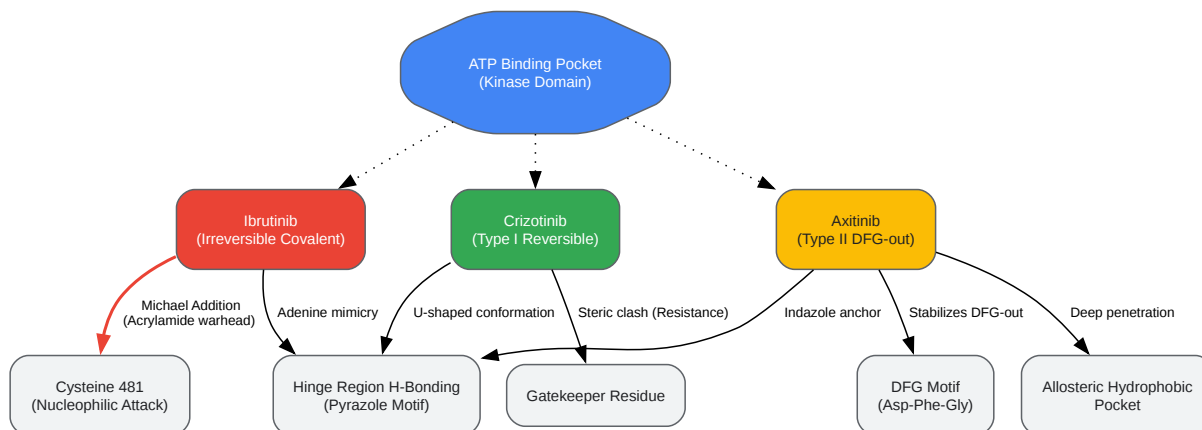 ATP Binding Pocket
(Kinase Domain)
Ibrutinib
(Irreversible Covalent)
Crizotinib
(Type I Reversible)
Axitinib
(Type II DFG-out)
Michael Addition
(Acrylamide warhead)
Adenine mimicry
U-shaped conformation
Steric clash (Resistance)
Indazole anchor
Stabilizes DFG-out
Deep penetration
Cysteine 481
(Nucleophilic Attack)
Hinge Region H-Bonding
(Pyrazole Motif)
Gatekeeper Residue
DFG Motif
(Asp-Phe-Gly)
Allosteric Hydrophobic
Pocket